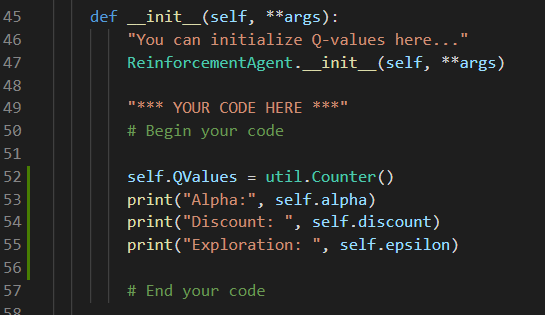 45 def __init__(self, **args):
46 "You can initialize Q-values here..."
47 ReinforcementAgent.__init__(self, **args)
48
49 "*** YOUR CODE HERE ***"
50 # Begin your code
51
52 self.QValues = util.Counter()
53 print("Alpha:", self.alpha)
54 print("Discount: ", self.discount)
55 print("Exploration: ", self.epsilon)
56
57 # End your code
58